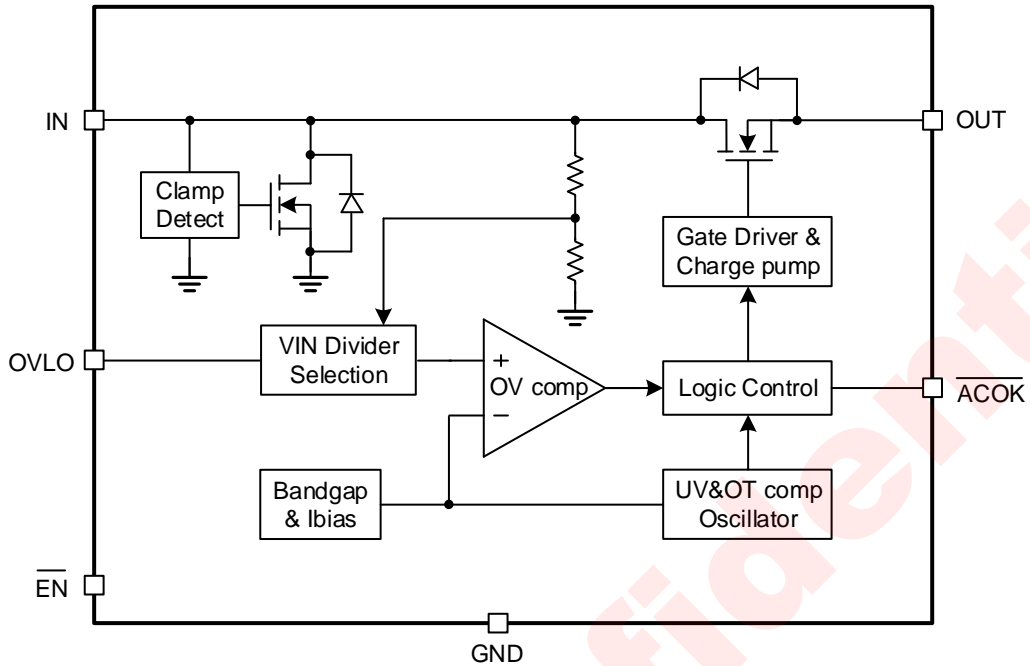 IN
OUT
Clamp
Detect
Gate Driver &
Charge pump
OVLO
VIN Divider
Selection
+
OV comp
−
Logic Control
ACOK
Bandgap
& Ibias
UV&OT comp
Oscillator
EN
GND